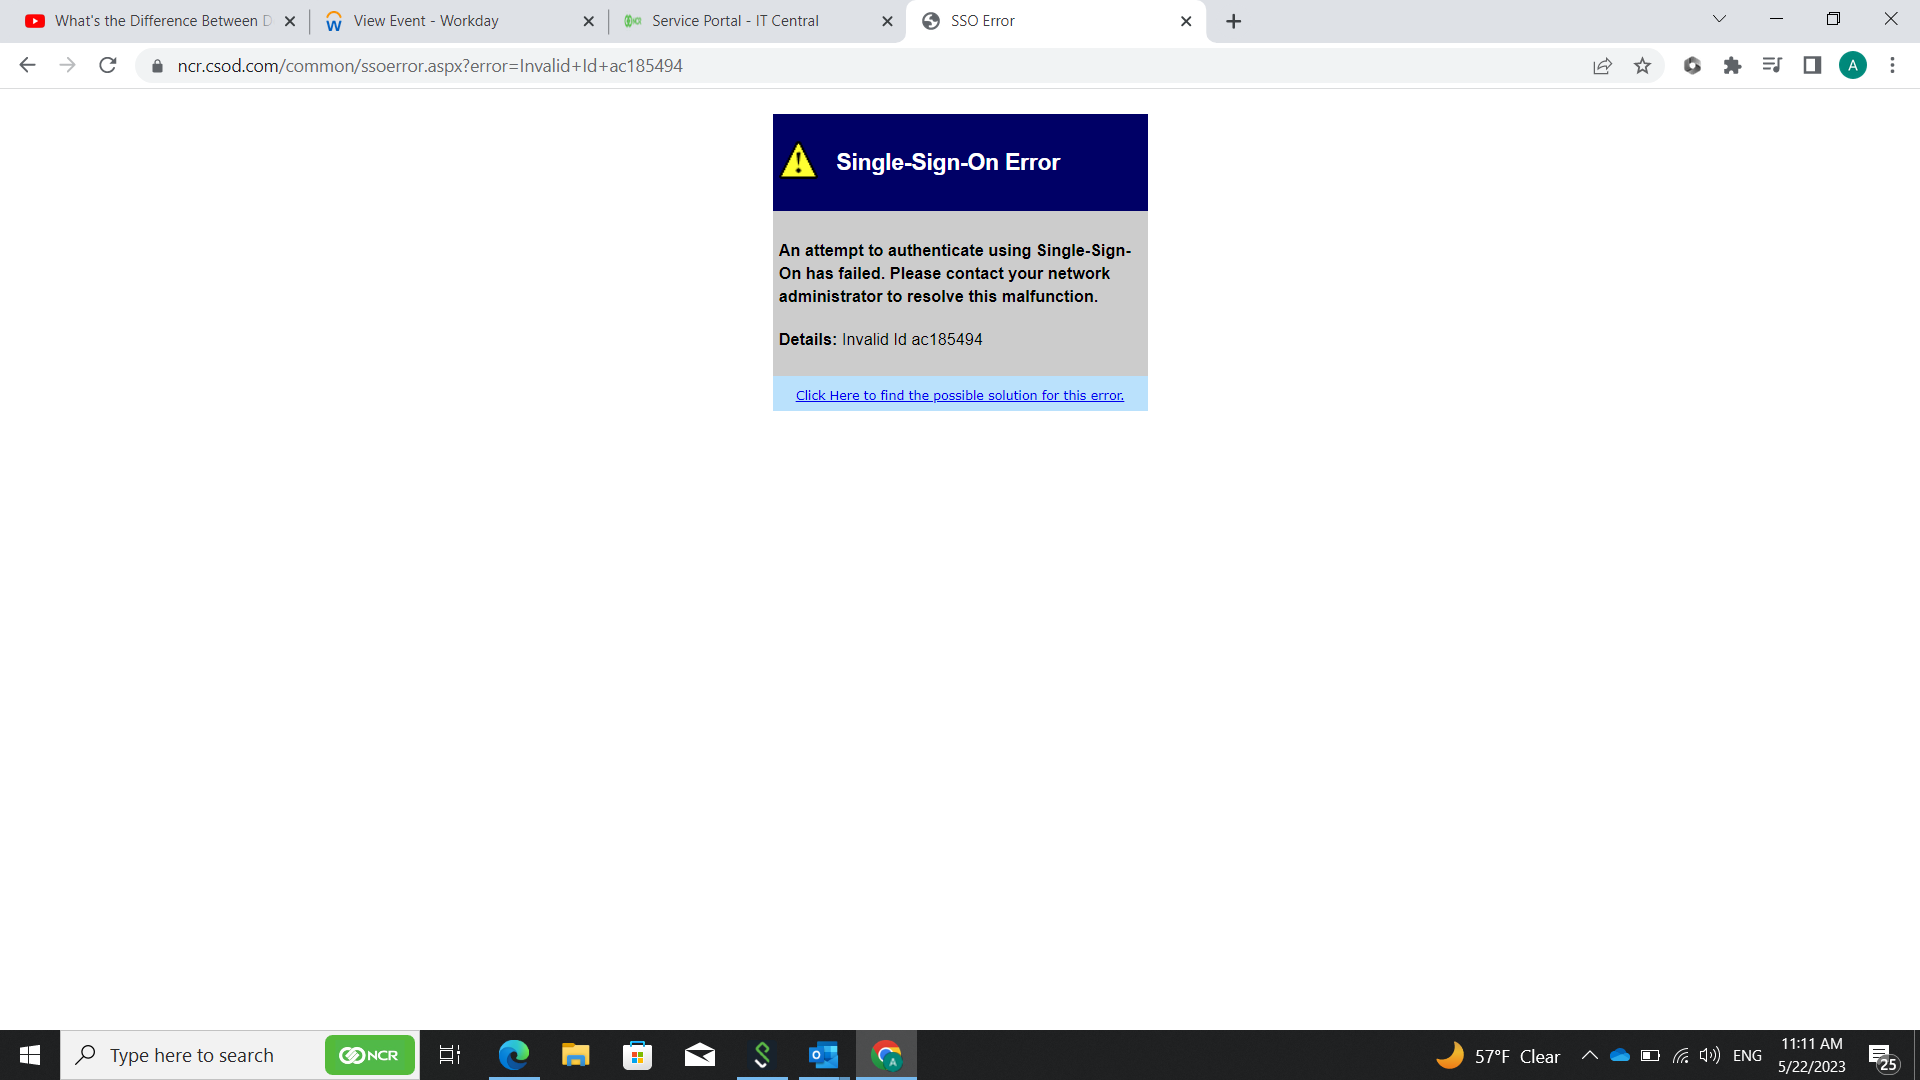 What's the Difference Between D
View Event - Workday
Service Portal - IT Central
SSO Error
ncr.csod.com/common/ssoerror.aspx?error=Invalid+Id+ac185494
A
Single-Sign-On Error
An attempt to authenticate using Single-Sign-
On has failed. Please contact your network
administrator to resolve this malfunction.
Details: Invalid Id ac185494
Click Here to find the possible solution for this error.
Type here to search
NCR
57°F Clear
ENG
11:11 AM
5/22/2023
25